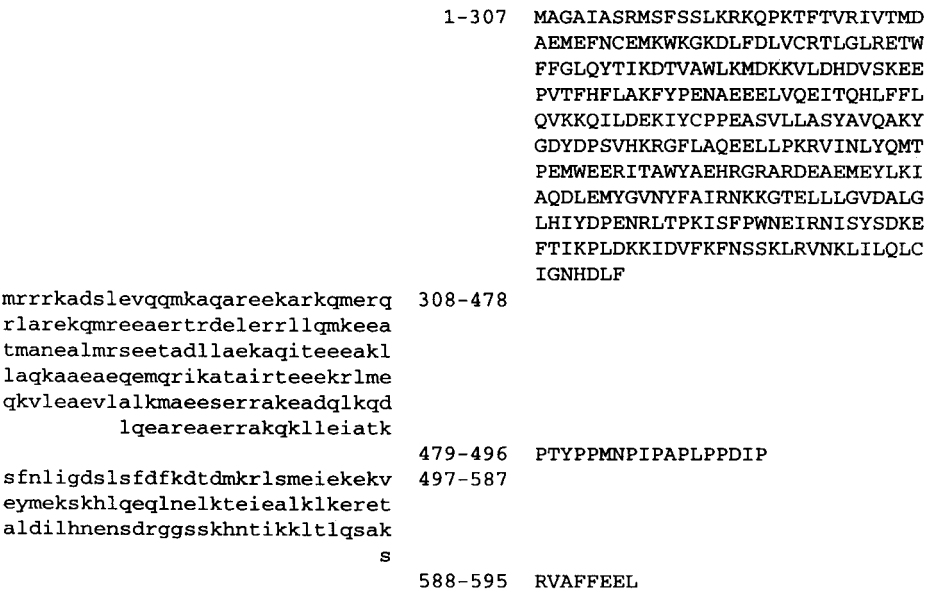 1-307 MAGAIASRMSFSSLKRKQPKTFTVRIVTMD
AEMEFNCEMKWKGKDLFDLVCRTLGLRETW
FFGLQYTIKDTVAWLKMDKKVLDHDVSKEE
PVTFHFLAKFYPENAEEELVQEITQHLFFL
QVKKQILDEKIYCPPEASVLLASYAVQAKY
GDYDPSVHKRGFLAQEELLPKRVINLYQMT
PEMWEERITAWYAEHRGRARDEAEMEYLKI
AQDLEMYGVNYFAIRNKKGTELLLGVDALG
LHIYDPENRLTPKISFPWNEIRNISYSDKE
FTIKPLDKKIDVFKFNSSKLRVNKLILQLC
IGNHDLF
mrrrkadslevqqmkaqareekarkqmerq 308-478
rlarekqmreeaertrdelerrllqmkeea
tmanealmrseetadllaekaqiteeeakl
laqkaaeaeqemqrikatairteeekrlme
qkvleaevlalkmaeeserrakeadqlkqd
lqeareaerrakqklleiatk
479-496 PTYPPMNPIPAPLPPDIP
sfnligdslsfdfkdtdmkrlsmeiekekv 497-587
eymekskhlqeqlnelkteiealklkeret
aldilhnensdrggsskhntikkltlqsak
s
588-595 RVAFFEEL